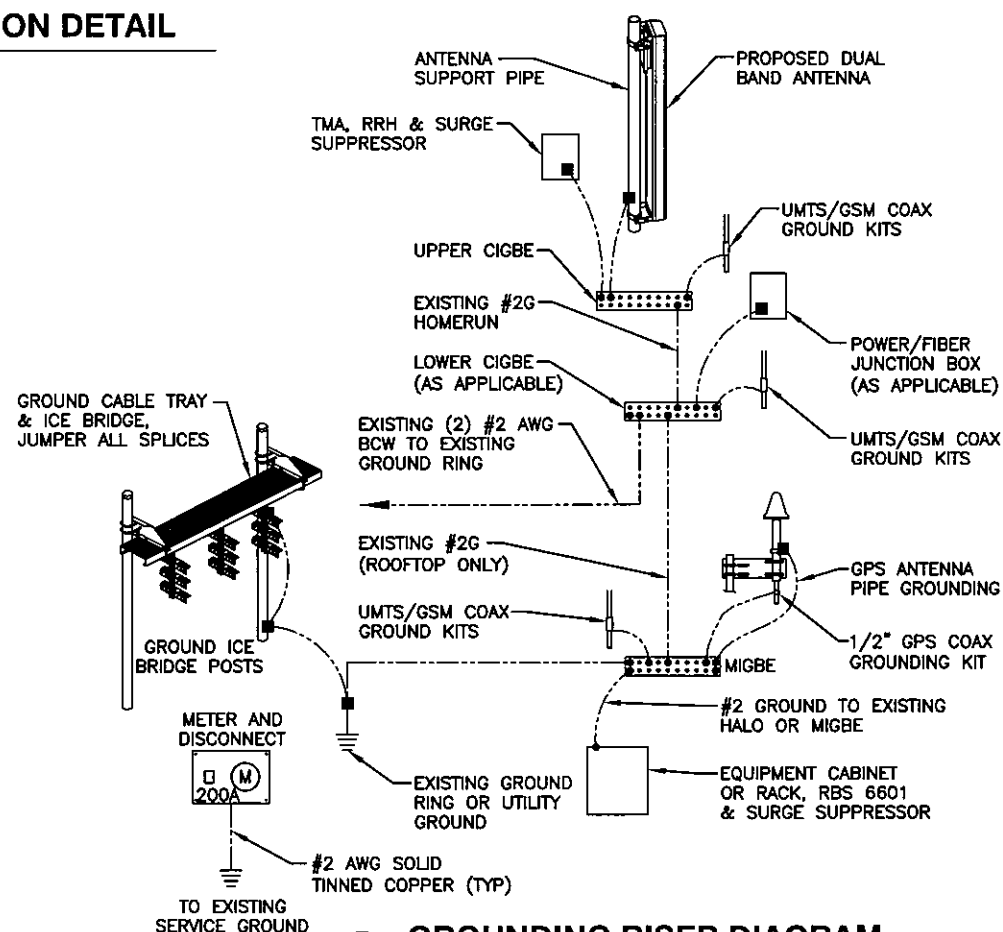 ON DETAIL
ANTENNA
SUPPORT PIPE
PROPOSED DUAL
BAND ANTENNA
TMA, RRH & SURGE
SUPPRESSOR
UMTS/GSM COAX
GROUND KITS
UPPER CIGBE
EXISTING #2G
HOMERUN
LOWER CIGBE
(AS APPLICABLE)
POWER/FIBER
JUNCTION BOX
(AS APPLICABLE)
GROUND CABLE TRAY
& ICE BRIDGE,
JUMPER ALL SPLICES
EXISTING (2) #2 AWG
BCW TO EXISTING
GROUND RING
UMTS/GSM COAX
GROUND KITS
EXISTING #2G
(ROOFTOP ONLY)
GPS ANTENNA
PIPE GROUNDING
UMTS/GSM COAX
GROUND KITS
1/2" GPS COAX
GROUNDING KIT
GROUND ICE
BRIDGE POSTS
MIGBE
#2 GROUND TO EXISTING
HALO OR MIGBE
METER AND
DISCONNECT
M
200A
EXISTING GROUND
RING OR UTILITY
GROUND
EQUIPMENT CABINET
OR RACK, RBS 6601
& SURGE SUPPRESSOR
#2 AWG SOLID
TINNED COPPER (TYP)
TO EXISTING
SERVICE GROUND
GROUNDING RISER DIAGRAM